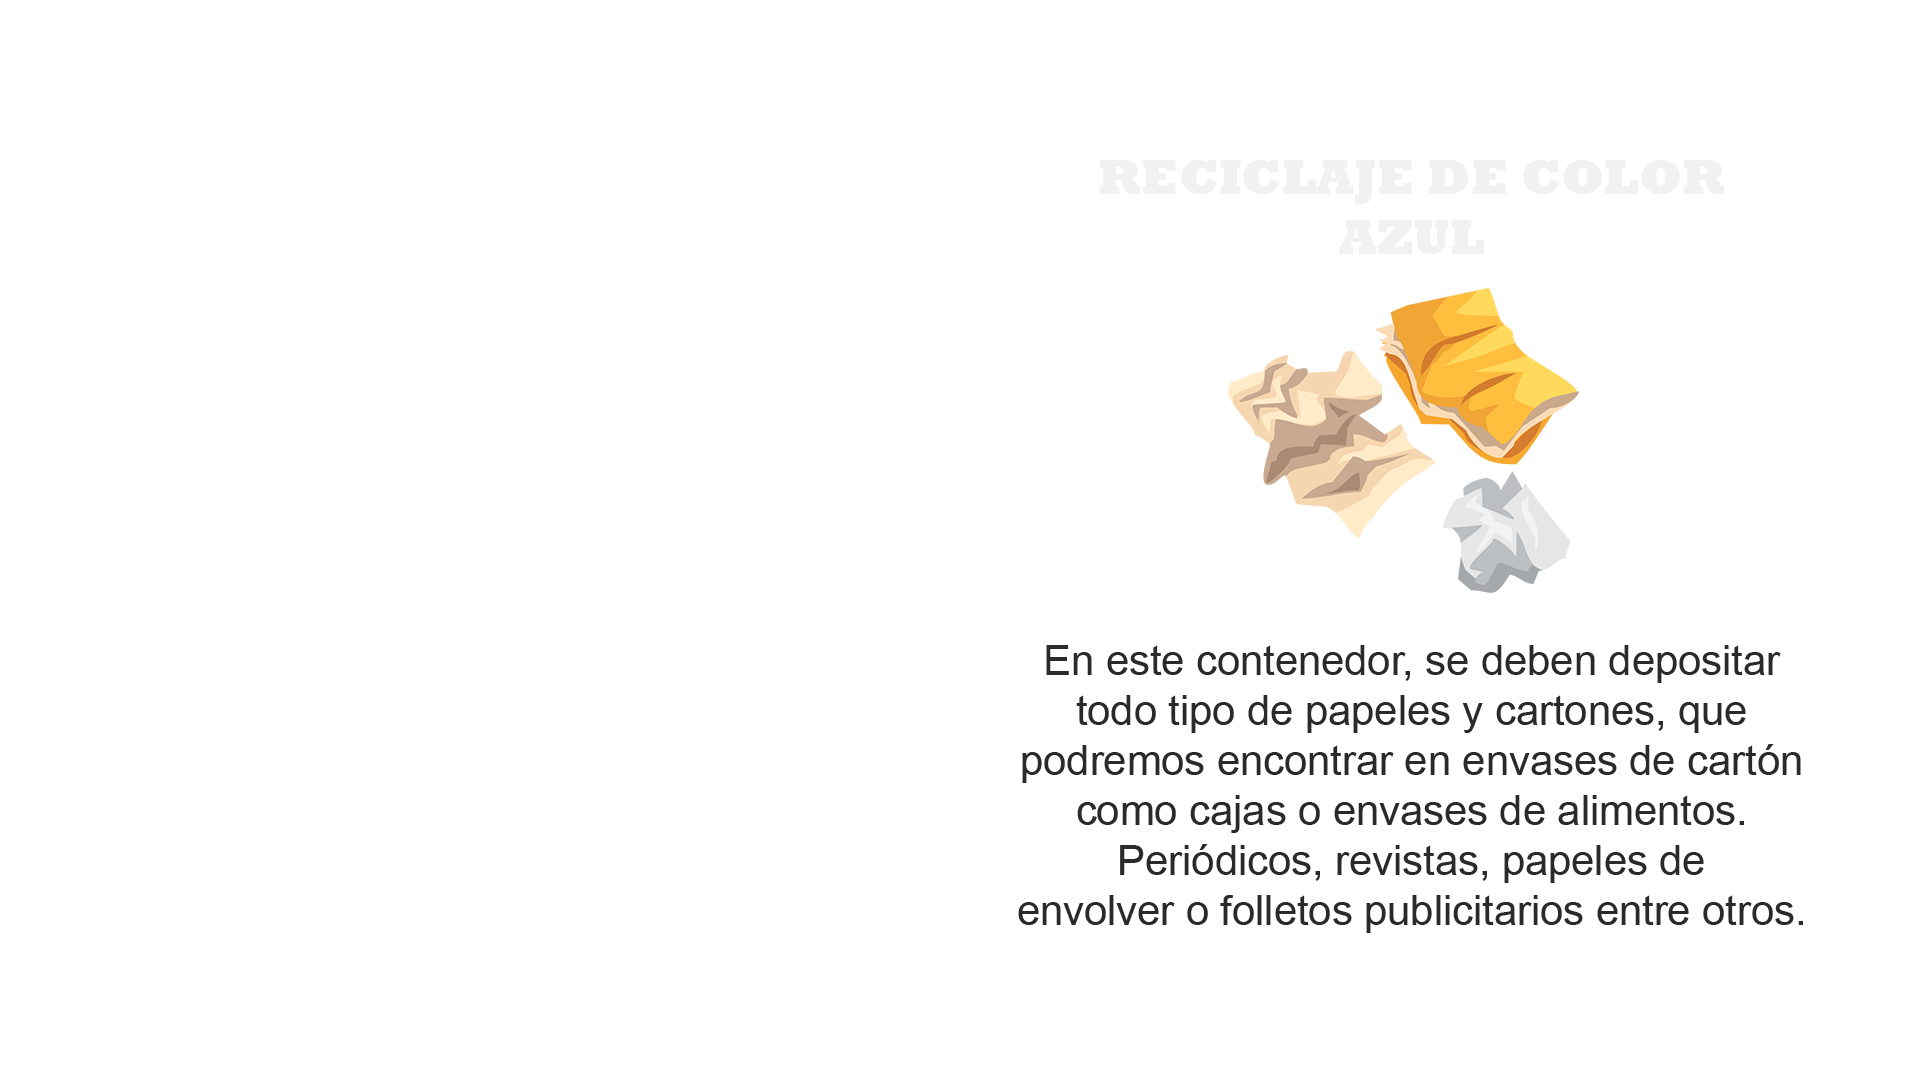 RECICLAJE DE COLOR
AZUL
En este contenedor, se deben depositar
todo tipo de papeles y cartones, que
podremos encontrar en envases de cartón
como cajas o envases de alimentos.
Periódicos, revistas, papeles de
envolver o folletos publicitarios entre otros.